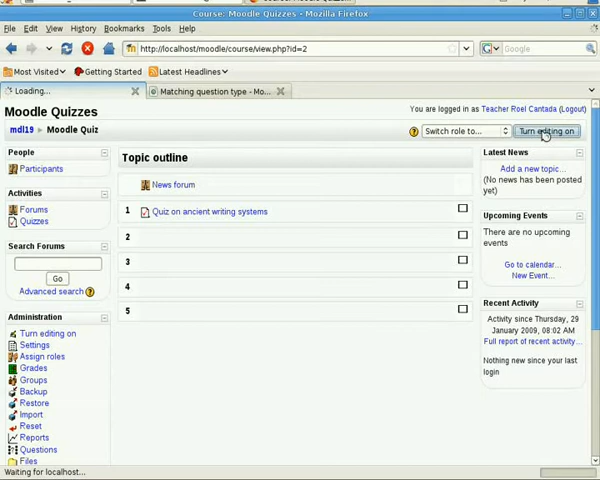 Course: Moodle Quizzes - Mozilla Firefox
File Edit View History Bookmarks Tools Help
http://localhost/moodle/course/view.php?id=2
Google
Most Visited Getting Started Latest Headlines
Loading... Matching question type - Mo...
Moodle Quizzes
You are logged in as Teacher Roel Cantada (Logout)
mdl19 ► Moodle Quiz
Switch role to... Turn editing on
People
Participants
Activities
Forums
Quizzes
Search Forums
Go
Advanced search
Administration
Turn editing on
Settings
Assign roles
Grades
Groups
Backup
Restore
Import
Reset
Reports
Questions
Files
Topic outline
News forum
1 Quiz on ancient writing systems
2
3
4
5
Latest News
Add a new topic...
(No news has been posted
yet)
Upcoming Events
There are no upcoming
events
Go to calendar...
New Event...
Recent Activity
Activity since Thursday, 29
January 2009, 08:02 AM
Full report of recent activity...
Nothing new since your last
login
Waiting for localhost...